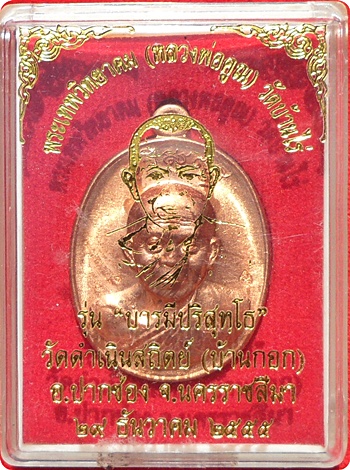 พระเทพวิทยาคม (หลวงพ่อคูณ) วัดบ้านไร่
รุ่น "บารมีปริสุทโธ"
วัดดำเนินสถิตย์ (บ้านกอก)
อ.ปากช่อง จ.นครราชสีมา
๒๙ ธันวาคม ๒๕๕๕